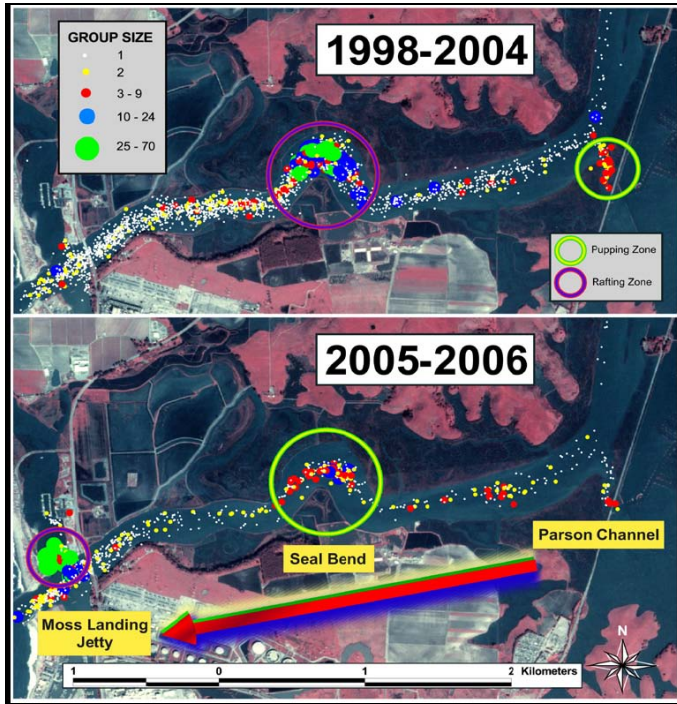 GROUP SIZE
1
2
3 - 9
10 - 24
25 - 70
1998-2004
Pupping Zone
Rafting Zone
2005-2006
Parson Channel
Seal Bend
Moss Landing
Jetty
N
1 0 1 2 Kilometers